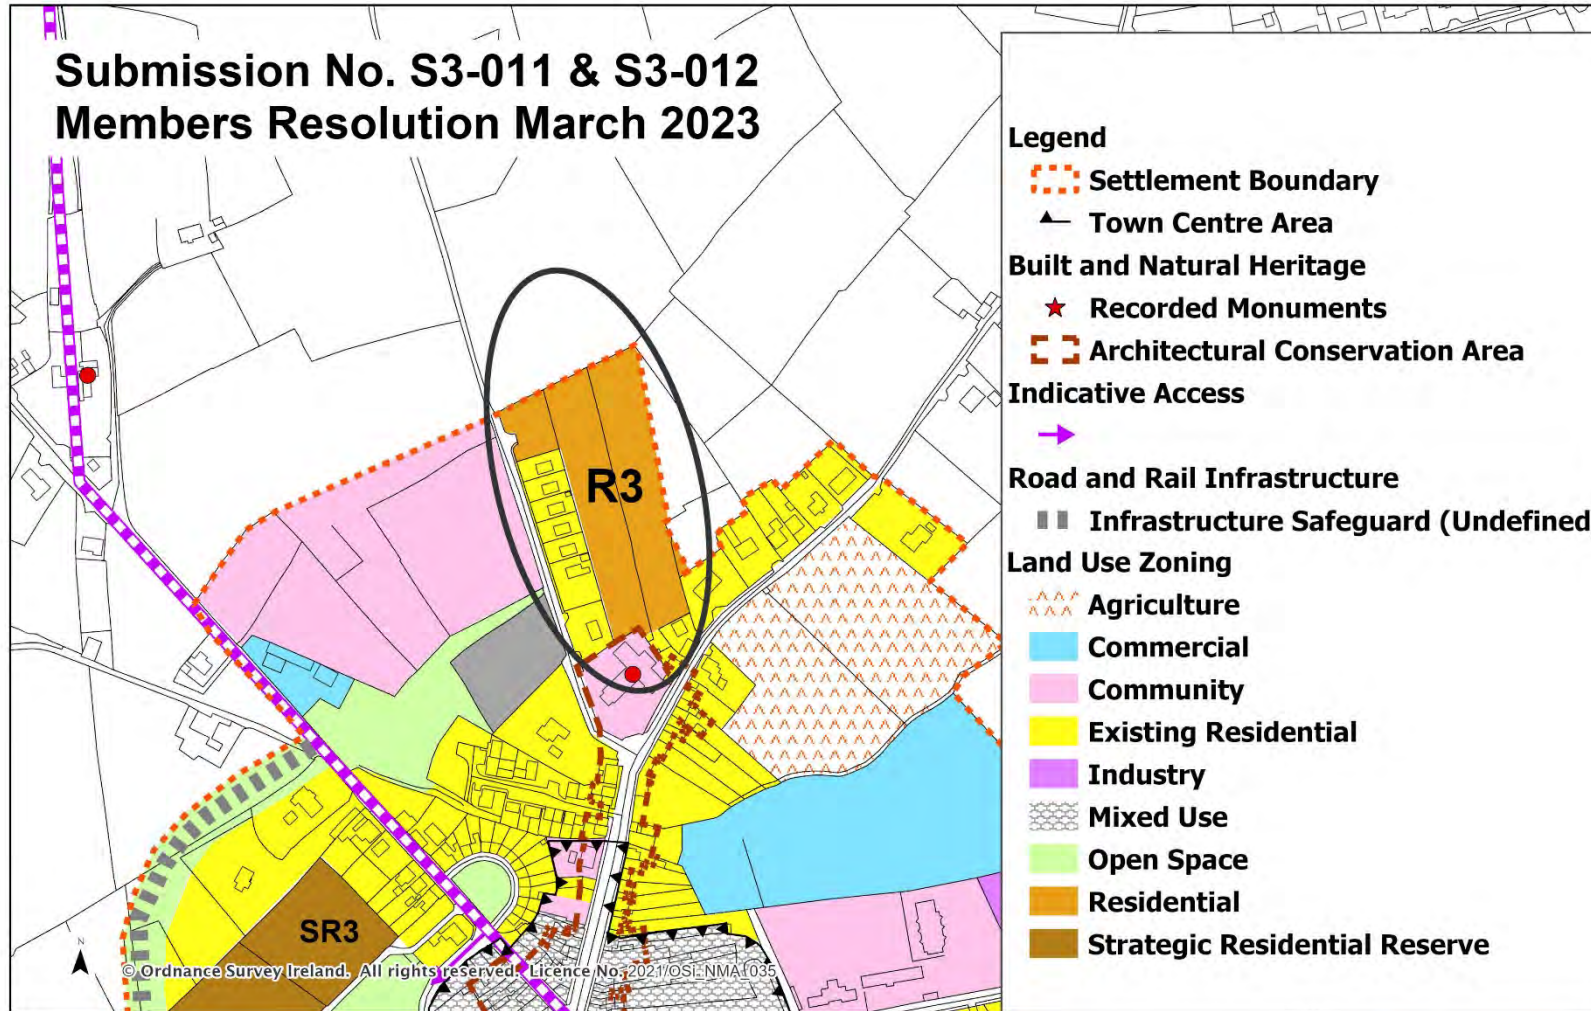 Submission No. S3-011 & S3-012
Members Resolution March 2023
Legend
Settlement Boundary
Town Centre Area
Built and Natural Heritage
Recorded Monuments
Architectural Conservation Area
Indicative Access
Road and Rail Infrastructure
Infrastructure Safeguard (Undefined
Land Use Zoning
Agriculture
Commercial
Community
Existing Residential
Industry
Mixed Use
Open Space
Residential
Strategic Residential Reserve
R3
SR3
N
© Ordnance Survey Ireland. All rights reserved. Licence No. 2021/OSi_NMA_035